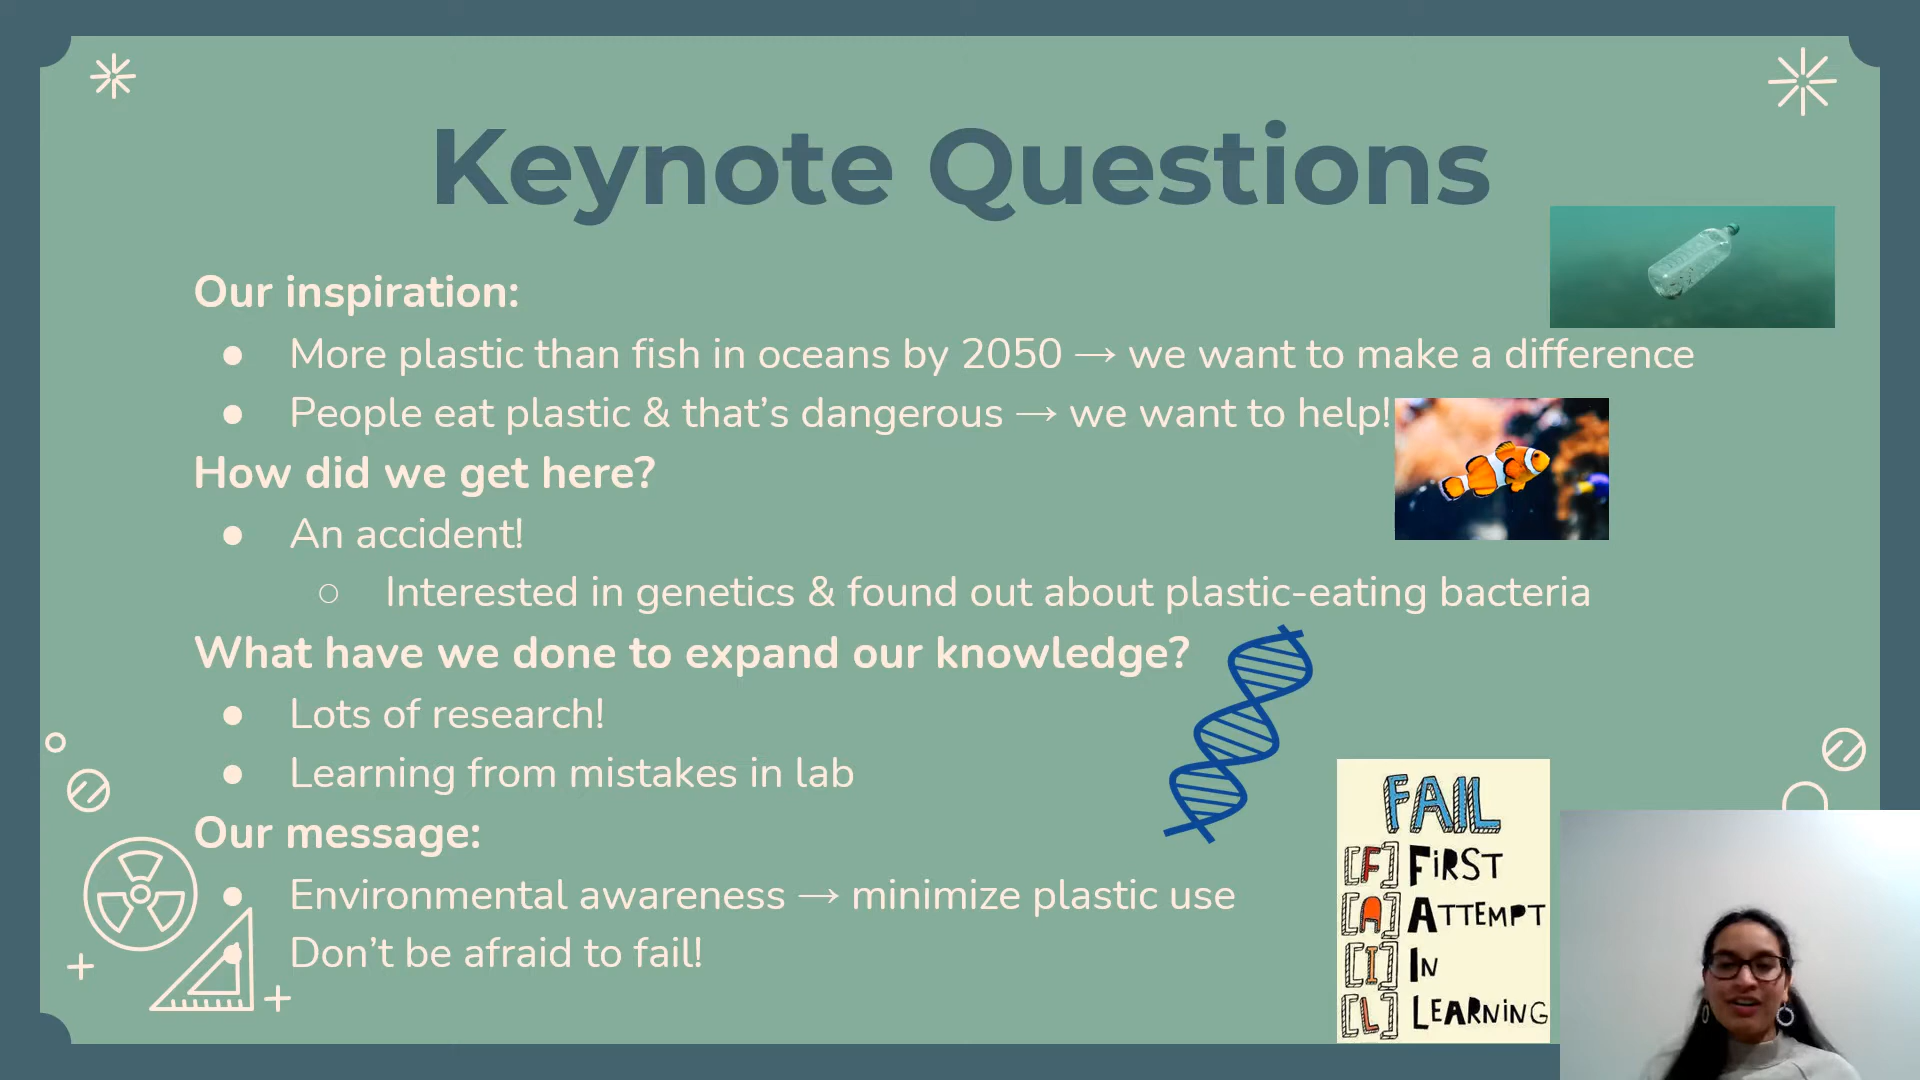 Keynote Questions
Our inspiration:
● More plastic than fish in oceans by 2050 → we want to make a difference
● People eat plastic & that’s dangerous → we want to help!
How did we get here?
● An accident!
○ Interested in genetics & found out about plastic-eating bacteria
What have we done to expand our knowledge?
● Lots of research!
● Learning from mistakes in lab
Our message:
● Environmental awareness → minimize plastic use
● Don’t be afraid to fail!
FAIL
[F] FiRST
[A] ATTEMPT
[I] IN
[L] LEARNiNG